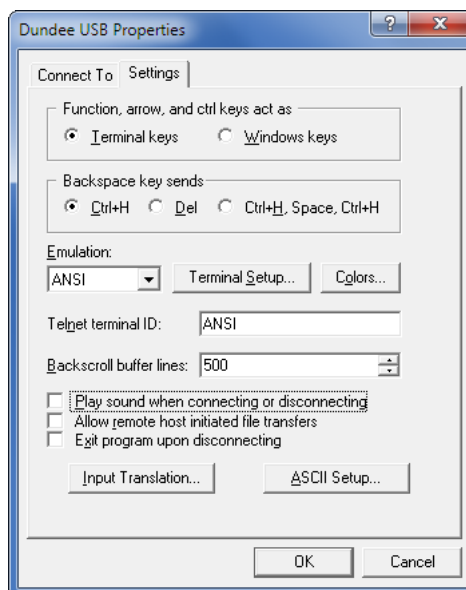 Dundee USB Properties
Connect To Settings
Function, arrow, and ctrl keys act as
Terminal keys Windows keys
Backspace key sends
Ctrl+H Del Ctrl+H, Space, Ctrl+H
Emulation:
ANSI Terminal Setup... Colors...
Telnet terminal ID: ANSI
Backscroll buffer lines: 500
Play sound when connecting or disconnecting
Allow remote host initiated file transfers
Exit program upon disconnecting
Input Translation... ASCII Setup...
OK Cancel